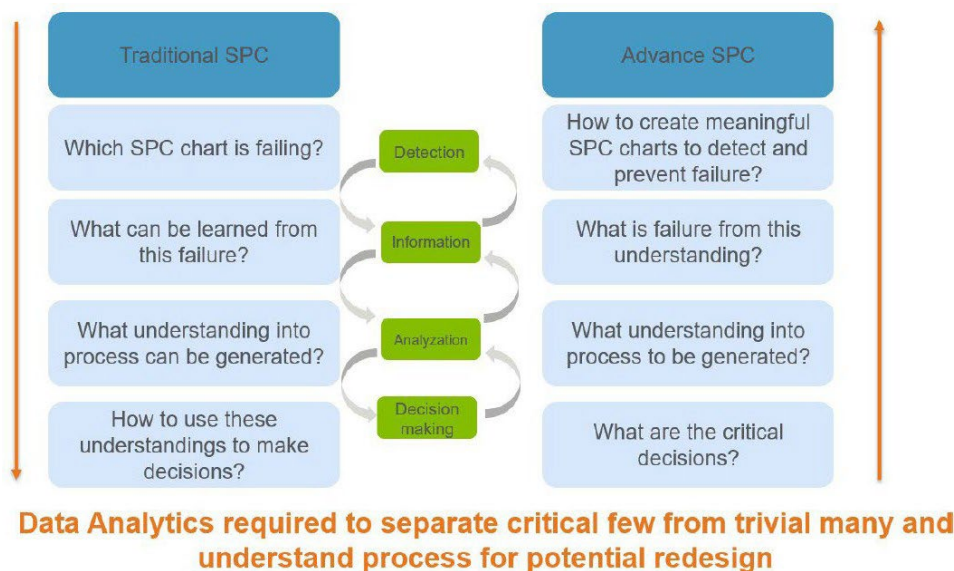 Traditional SPC
Advance SPC
Which SPC chart is failing?
Detection
How to create meaningful
SPC charts to detect and
prevent failure?
What can be learned from
this failure?
Information
What is failure from this
understanding?
What understanding into
process can be generated?
Analyzation
What understanding into
process to be generated?
How to use these
understandings to make
decisions?
Decision
making
What are the critical
decisions?
Data Analytics required to separate critical few from trivial many and
understand process for potential redesign